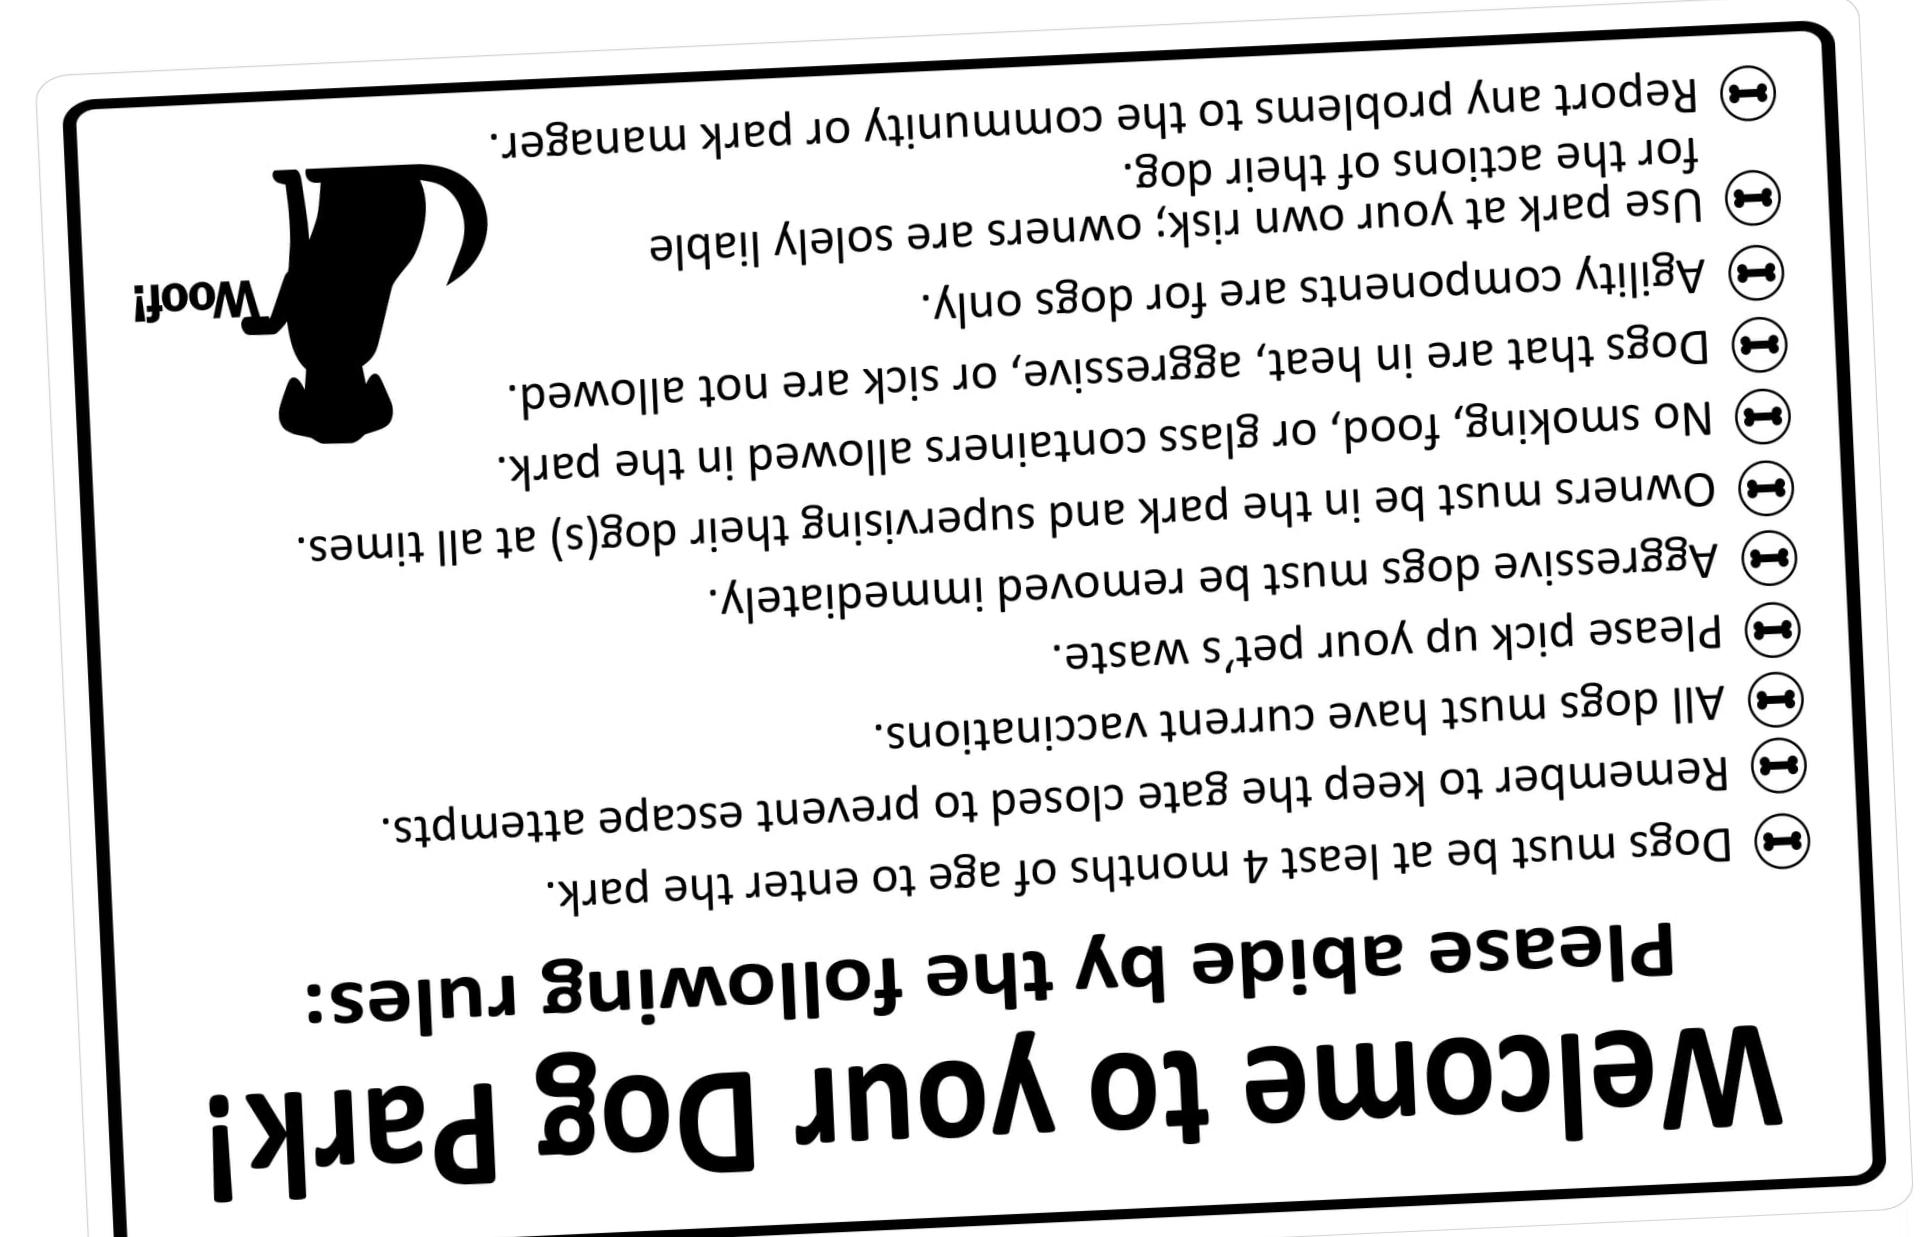 Welcome to your Dog Park!
Please abide by the following rules:
Dogs must be at least 4 months of age to enter the park.
Remember to keep the gate closed to prevent escape attempts.
All dogs must have current vaccinations.
Please pick up your pet's waste.
Aggressive dogs must be removed immediately.
Owners must be in the park and supervising their dog(s) at all times.
No smoking, food, or glass containers allowed in the park.
Dogs that are in heat, aggressive, or sick are not allowed.
Agility components are for dogs only.
Use park at your own risk; owners are solely liable
for the actions of their dog.
Report any problems to the community or park manager.
Woof!